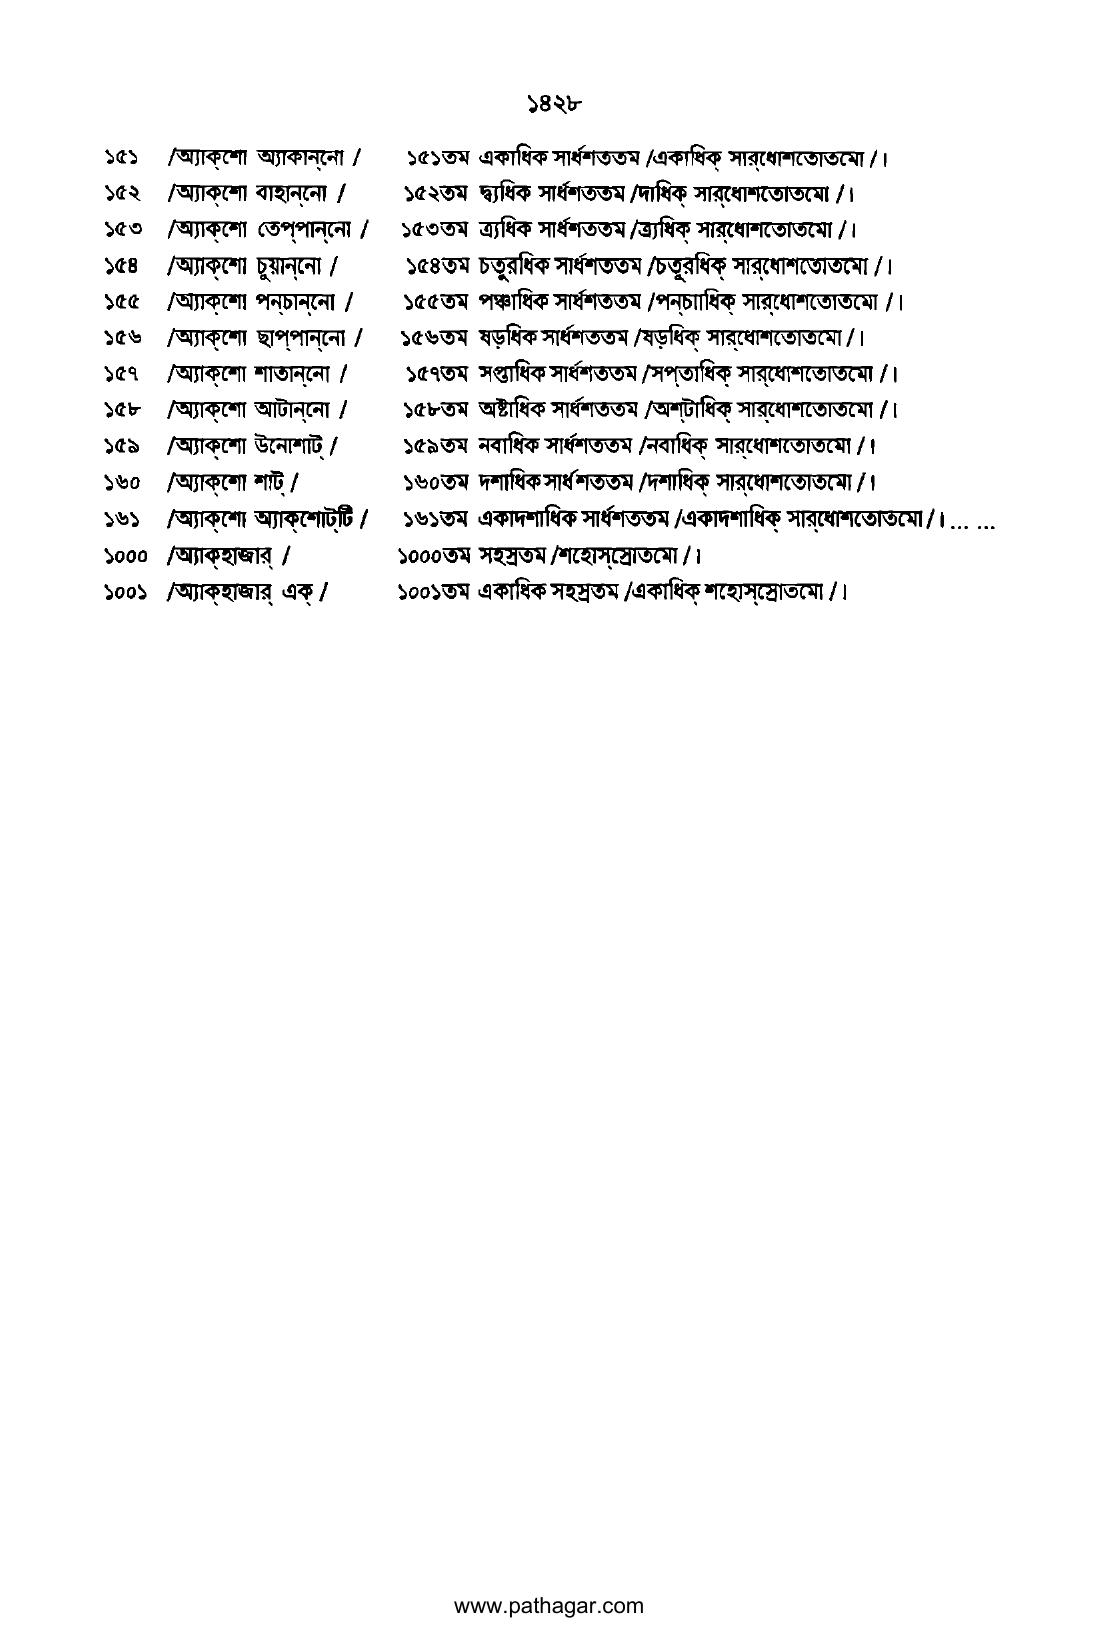 ১৪২৮
১৫১ /অ্যাক্‌শো অ্যাকান্‌নো / ১৫১তম একাধিক সার্ধশততম /একাধিক্ সার্‌ধোশতোতমো /।
১৫২ /অ্যাক্‌শো বাহান্‌নো / ১৫২তম দ্ব্যধিক সার্ধশততম /দাধিক্ সার্‌ধোশতোতমো /।
১৫৩ /অ্যাক্‌শো তেপ্‌পান্‌নো / ১৫৩তম ত্র্যধিক সার্ধশততম /ত্র্যধিক্ সার্‌ধোশতোতমো /।
১৫৪ /অ্যাক্‌শো চুয়ান্‌নো / ১৫৪তম চতুরধিক সার্ধশততম /চতূরধিক্ সার্‌ধোশতোতমো /।
১৫৫ /অ্যাক্‌শো পন্‌চান্‌নো / ১৫৫তম পঞ্চাধিক সার্ধশততম /পন্‌চাাধিক্ সার্‌ধোশতোতমো /।
১৫৬ /অ্যাক্‌শো ছাপ্‌পান্‌নো / ১৫৬তম ষড়ধিক সার্ধশততম /ষড়ধিক্ সার্‌ধোশতোতমো /।
১৫৭ /অ্যাক্‌শো শাতান্‌নো / ১৫৭তম সপ্তাধিক সার্ধশততম /সপ্‌তাধিক্ সার্‌ধোশতোতমো /।
১৫৮ /অ্যাক্‌শো আটান্‌নো / ১৫৮তম অষ্টাধিক সার্ধশততম /অশ্‌টাধিক্ সার্‌ধোশতোতমো /।
১৫৯ /অ্যাক্‌শো উনোশাট্ / ১৫৯তম নবাধিক সার্ধশততম /নবাধিক্ সার্‌ধোশতোতমো /।
১৬০ /অ্যাক্‌শো শাট্ / ১৬০তম দশাধিক সার্ধশততম /দশাধিক্ সার্‌ধোশতোতমো /।
১৬১ /অ্যাক্‌শো অ্যাক্‌শোট্‌টি / ১৬১তম একাদশাধিক সার্ধশততম /একাদশাধিক্ সার্‌ধোশতোতমো /। ... ...
১০০০ /অ্যাক্‌হাজার্ / ১০০০তম সহস্রতম /শহোস্‌স্রোতমো /।
১০০১ /অ্যাক্‌হাজার্ এক্ / ১০০১তম একাধিক সহস্রতম /একাধিক্ শহোস্‌স্রোতমো /।
www.pathagar.com